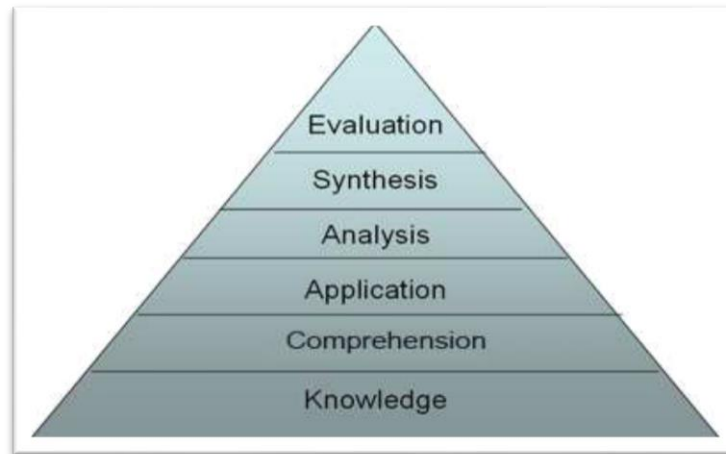 Evaluation
Synthesis
Analysis
Application
Comprehension
Knowledge